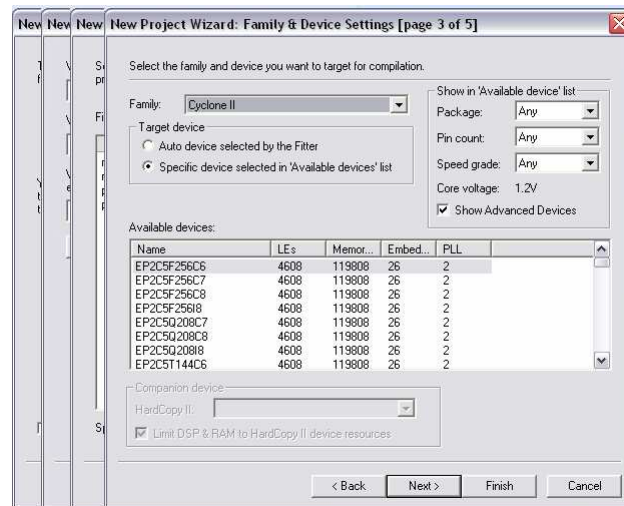 New New New New Project Wizard: Family & Device Settings [page 3 of 5]
Select the family and device you want to target for compilation.
Family: Cyclone II
Target device
Auto device selected by the Fitter
Specific device selected in 'Available devices' list
Show in 'Available device' list
Package: Any
Pin count: Any
Speed grade: Any
Core voltage: 1.2V
Show Advanced Devices
Available devices:
Name LEs Memor... Embed... PLL
EP2C5F256C6 4608 119808 26 2
EP2C5F256C7 4608 119808 26 2
EP2C5F256C8 4608 119808 26 2
EP2C5F256I8 4608 119808 26 2
EP2C5Q208C7 4608 119808 26 2
EP2C5Q208C8 4608 119808 26 2
EP2C5Q208I8 4608 119808 26 2
EP2C5T144C6 4608 119808 26 2
Companion device
HardCopy II:
Limit DSP & RAM to HardCopy II device resources
< Back Next > Finish Cancel